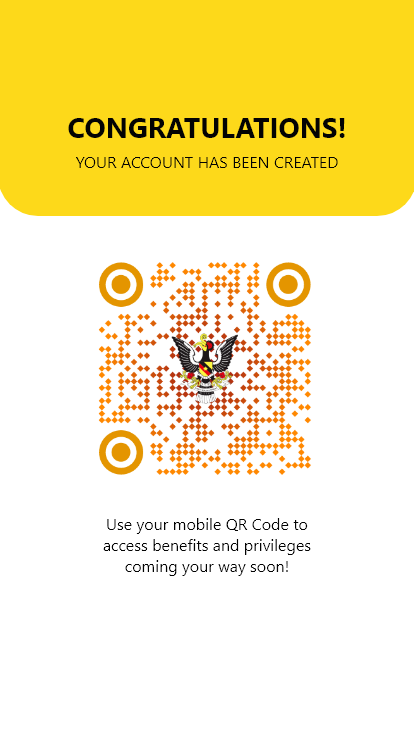 CONGRATULATIONS!
YOUR ACCOUNT HAS BEEN CREATED
Use your mobile QR Code to
access benefits and privileges
coming your way soon!